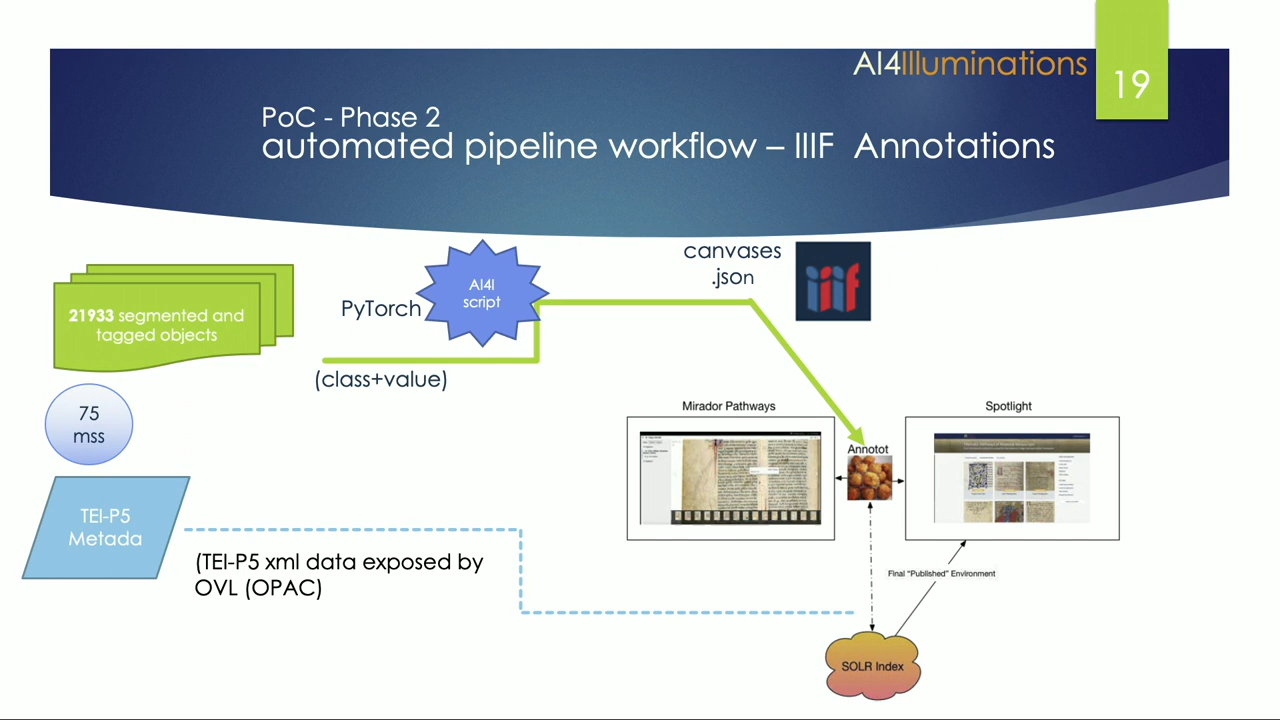 AI4Illuminations
19
PoC - Phase 2
automated pipeline workflow – IIIF Annotations
canvases
.json
iiif
AI4I
script
PyTorch
21933 segmented and
tagged objects
(class+value)
75
mss
Mirador Pathways
Spotlight
Annotot
TEI-P5
Metada
(TEI-P5 xml data exposed by
OVL (OPAC)
Final “Published” Environment
SOLR Index